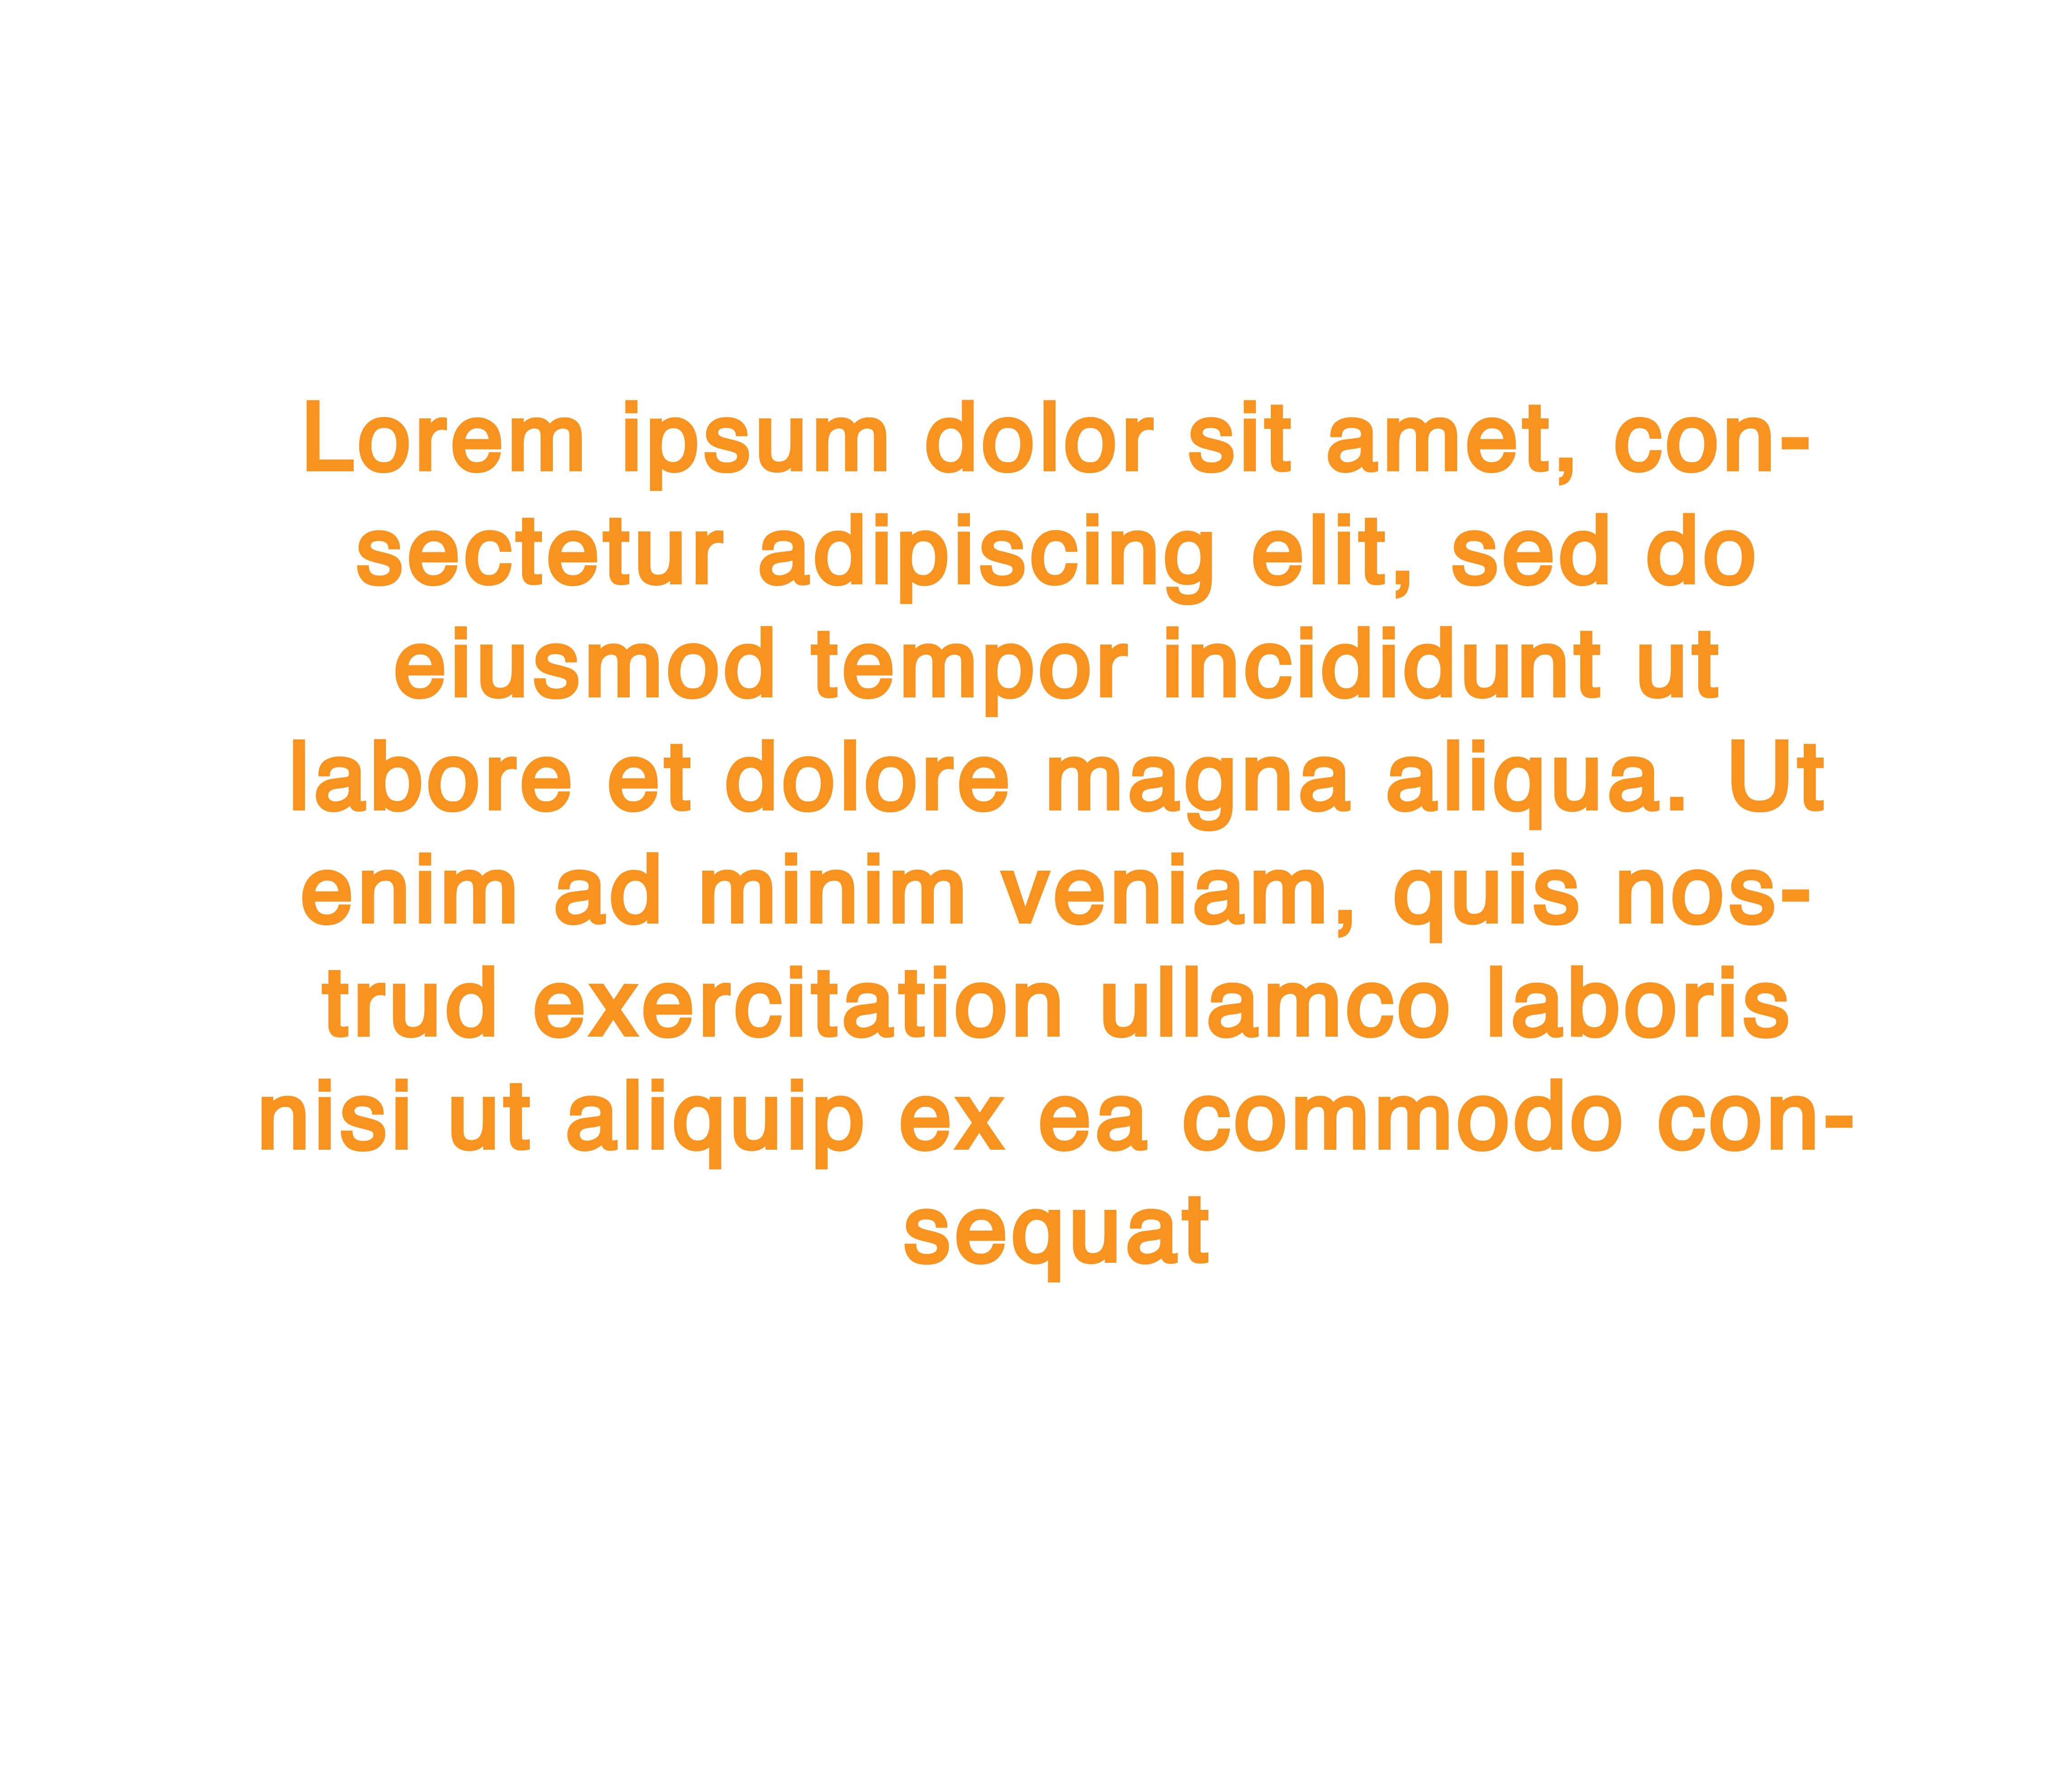 Lorem ipsum dolor sit amet, con-
sectetur adipiscing elit, sed do
eiusmod tempor incididunt ut
labore et dolore magna aliqua. Ut
enim ad minim veniam, quis nos-
trud exercitation ullamco laboris
nisi ut aliquip ex ea commodo con-
sequat